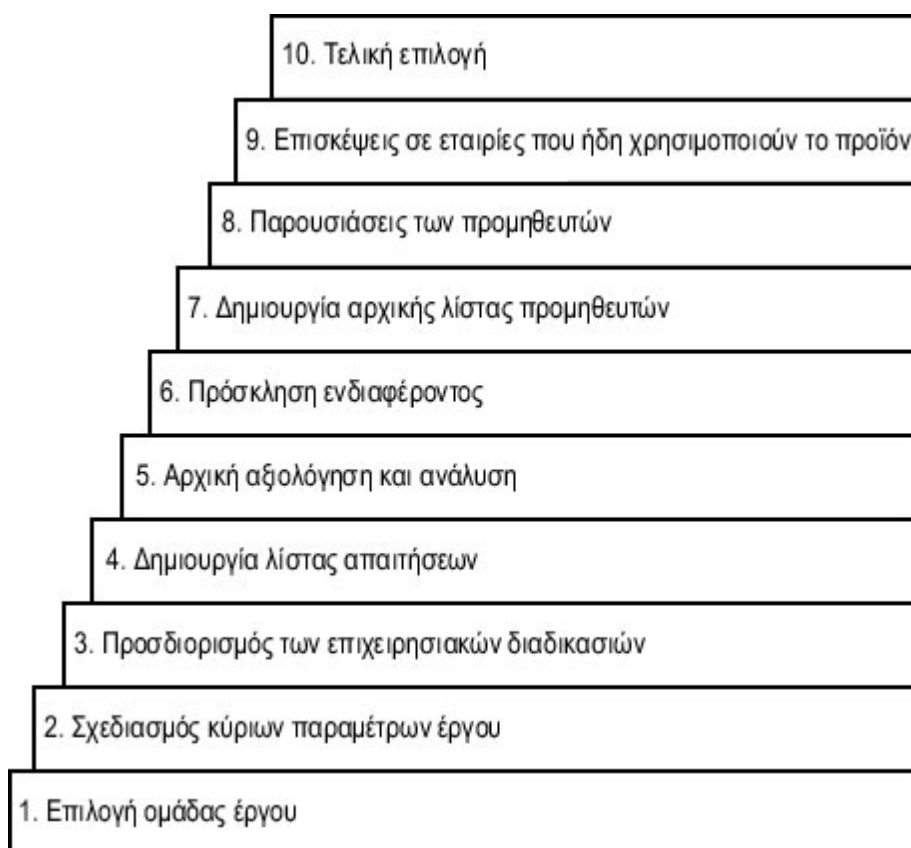 10. Τελική επιλογή
9. Επισκέψεις σε εταιρίες που ήδη χρησιμοποιούν το προϊόν
8. Παρουσιάσεις των προμηθευτών
7. Δημιουργία αρχικής λίστας προμηθευτών
6. Πρόσκληση ενδιαφέροντος
5. Αρχική αξιολόγηση και ανάλυση
4. Δημιουργία λίστας απαιτήσεων
3. Προσδιορισμός των επιχειρησιακών διαδικασιών
2. Σχεδιασμός κύριων παραμέτρων έργου
1. Επιλογή ομάδας έργου